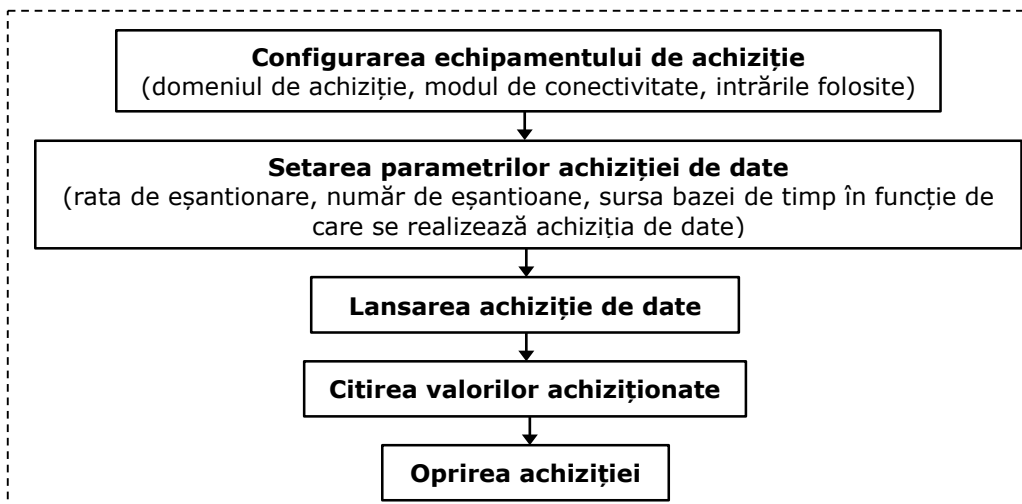 Configurarea echipamentului de achiziție
(domeniul de achiziție, modul de conectivitate, intrările folosite)
Setarea parametrilor achiziției de date
(rata de eșantionare, număr de eșantioane, sursa bazei de timp în funcție de
care se realizează achiziția de date)
Lansarea achiziție de date
Citirea valorilor achiziționate
Oprirea achiziției